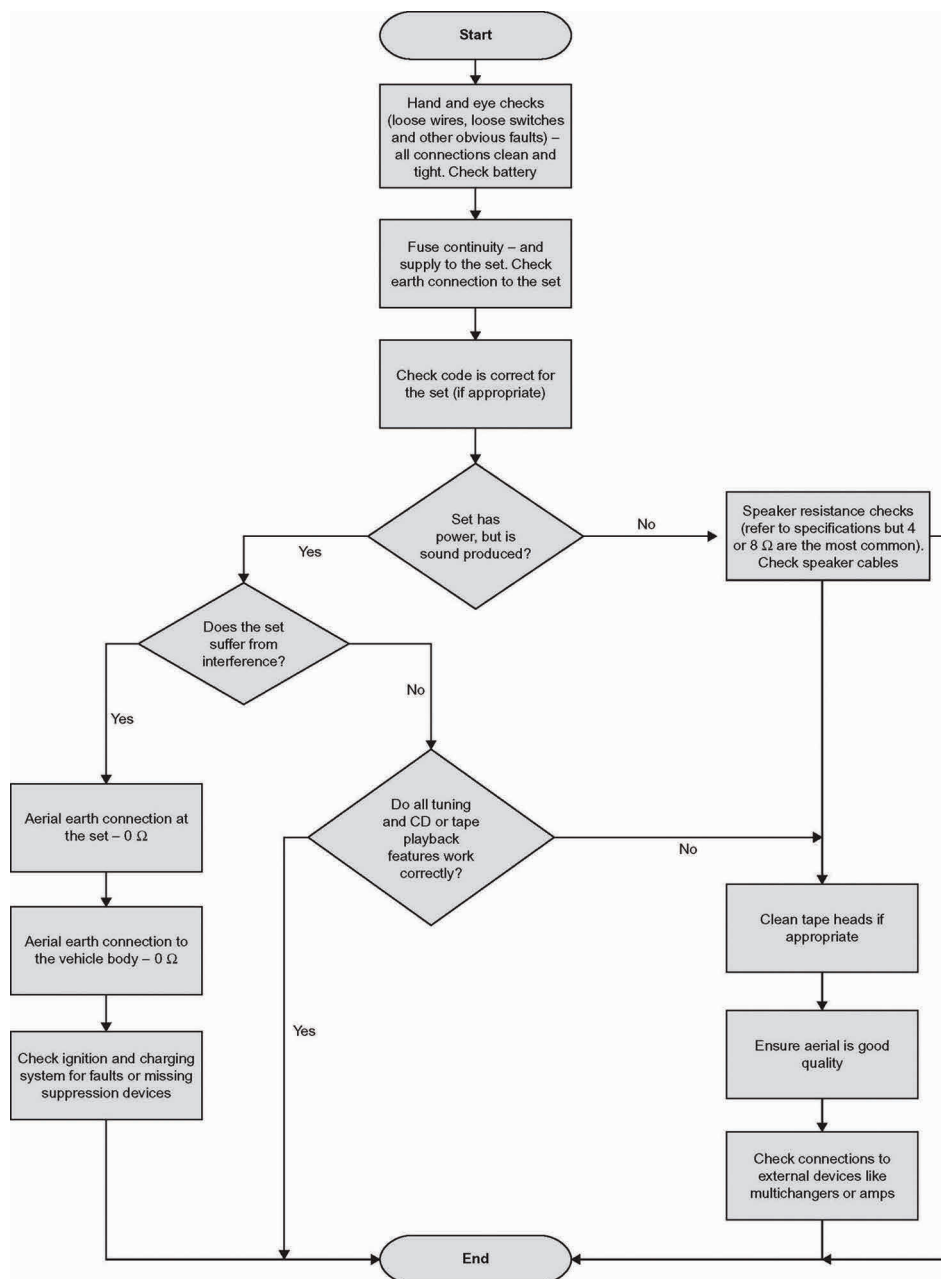 Start
Hand and eye checks
(loose wires, loose switches
and other obvious faults) –
all connections clean and
tight. Check battery
Fuse continuity – and
supply to the set. Check
earth connection to the set
Check code is correct for
the set (if appropriate)
Set has
power, but is
sound produced?
No
Speaker resistance checks
(refer to specifications but 4
or 8 Ω are the most common).
Check speaker cables
Yes
Does the set
suffer from
interference?
No
Yes
Aerial earth connection at
the set – 0 Ω
Aerial earth connection to
the vehicle body – 0 Ω
Check ignition and charging
system for faults or missing
suppression devices
Do all tuning
and CD or tape
playback
features work
correctly?
No
Yes
Clean tape heads if
appropriate
Ensure aerial is good
quality
Check connections to
external devices like
multichangers or amps
End